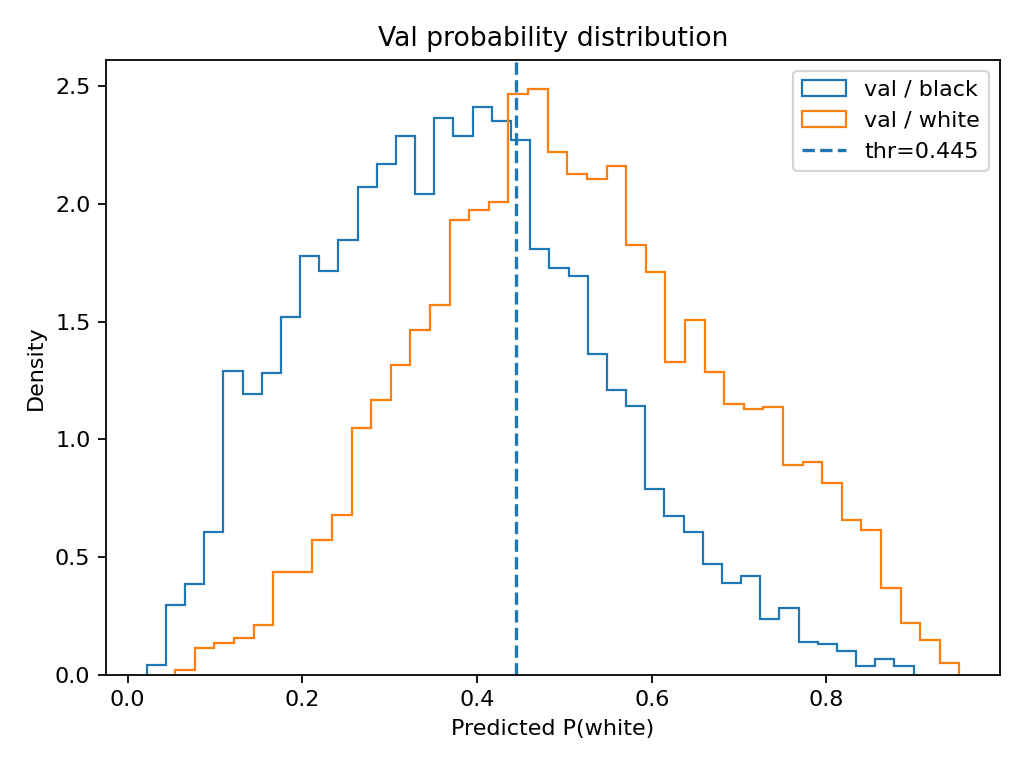 Val probability distribution
val / black
val / white
thr=0.445
Density
2.5
2.0
1.5
1.0
0.5
0.0
0.0 0.2 0.4 0.6 0.8
Predicted P(white)